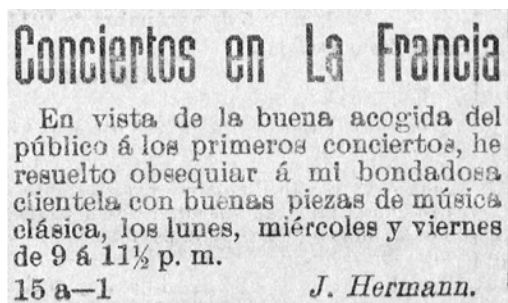 Conciertos en La Francia
En vista de la buena acogida del
público á los primeros conciertos, he
resuelto obsequiar á mi bondadosa
clientela con buenas piezas de música
clásica, los lunes, miércoles y viernes
de 9 á 11½ p. m.
15 a—1 J. Hermann.